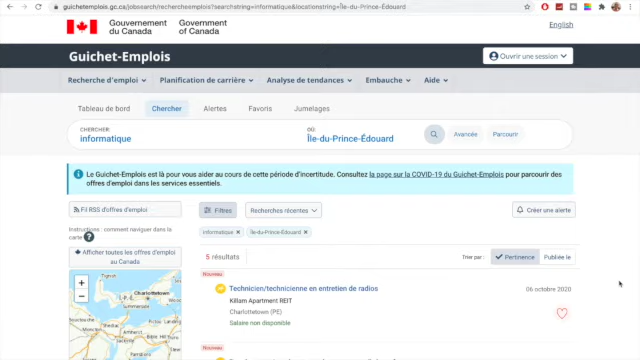 guichetemplois.gc.ca/jobsearch/rechercheemplois?searchstring=informatique&locationstring=Île-du-Prince-Édouard
Gouvernement du Canada
Government of Canada
English
Guichet-Emplois
Ouvrir une session
Recherche d'emploi
Planification de carrière
Analyse de tendances
Embauche
Aide
Tableau de bord
Chercher
Alertes
Favoris
Jumelages
CHERCHER:
informatique
OÙ:
Île-du-Prince-Édouard
Avancée
Parcourir
Le Guichet-Emplois est là pour vous aider au cours de cette période d'incertitude. Consultez la page sur la COVID-19 du Guichet-Emplois pour parcourir des
offres d'emploi dans les services essentiels.
Fil RSS d'offres d'emploi
Instructions : comment naviguer dans la
carte ?
Afficher toutes les offres d'emploi
au Canada
Tignish
Charlottetown
Filtres
Recherches récentes
Créer une alerte
informatique ×
Île-du-Prince-Édouard ×
5 résultats
Trier par :
Pertinence
Publiée le
Nouveau
Technicien/technicienne en entretien de radios
06 octobre 2020
Killam Apartment REIT
Charlottetown (PE)
Salaire non disponible
Nouveau